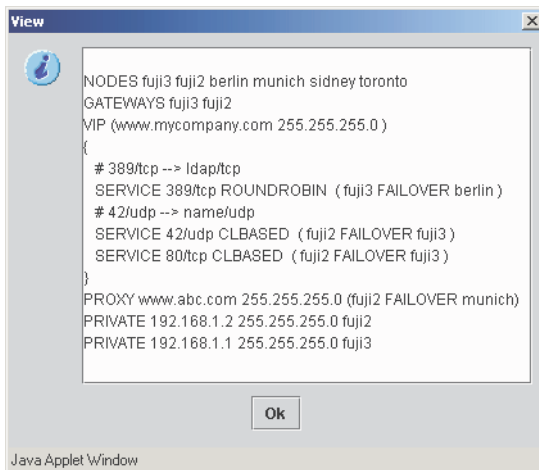 View
NODES fuji3 fuji2 berlin munich sidney toronto
GATEWAYS fuji3 fuji2
VIP (www.mycompany.com 255.255.255.0 )
{
# 389/tcp --> ldap/tcp
SERVICE 389/tcp ROUNDROBIN ( fuji3 FAILOVER berlin )
# 42/udp --> name/udp
SERVICE 42/udp CLBASED ( fuji2 FAILOVER fuji3 )
SERVICE 80/tcp CLBASED ( fuji2 FAILOVER fuji3 )
}
PROXY www.abc.com 255.255.255.0 (fuji2 FAILOVER munich)
PRIVATE 192.168.1.2 255.255.255.0 fuji2
PRIVATE 192.168.1.1 255.255.255.0 fuji3
Ok
Java Applet Window